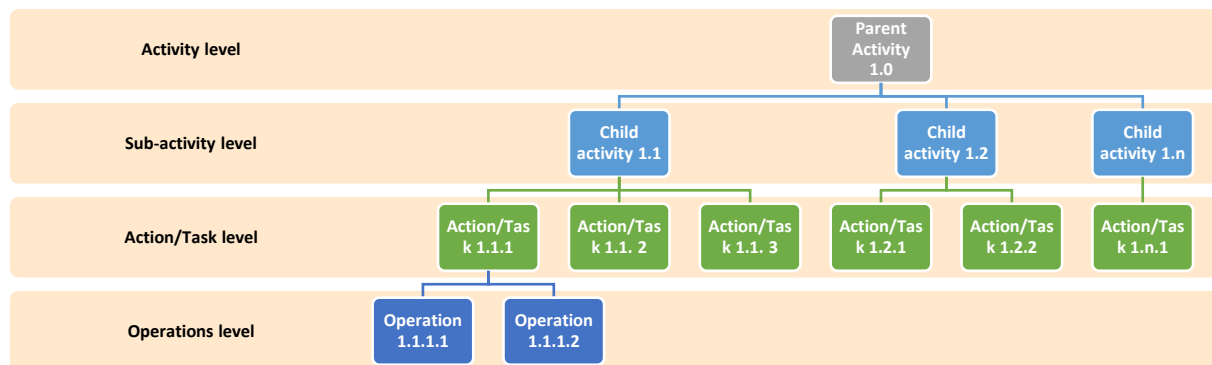 Activity level
Parent
Activity
1.0
Sub-activity level
Child
activity 1.1
Child
activity 1.2
Child
activity 1.n
Action/Task level
Action/Tas
k 1.1.1
Action/Tas
k 1.1. 2
Action/Tas
k 1.1. 3
Action/Tas
k 1.2.1
Action/Tas
k 1.2.2
Action/Tas
k 1.n.1
Operations level
Operation
1.1.1.1
Operation
1.1.1.2